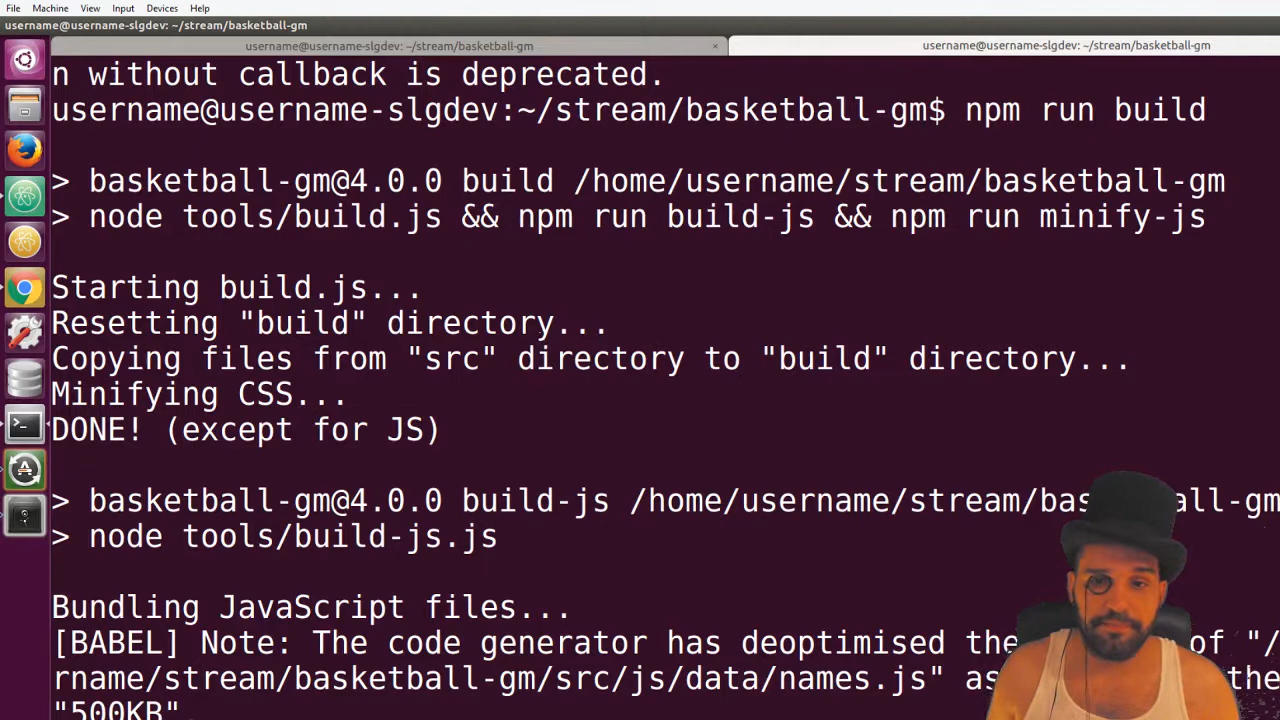 File Machine View Input Devices Help
username@username-slgdev: ~/stream/basketball-gm
username@username-slgdev: ~/stream/basketball-gm × username@username-slgdev: ~/stream/basketball-gm
n without callback is deprecated.
username@username-slgdev:~/stream/basketball-gm$ npm run build
> basketball-gm@4.0.0 build /home/username/stream/basketball-gm
> node tools/build.js && npm run build-js && npm run minify-js
Starting build.js...
Resetting "build" directory...
Copying files from "src" directory to "build" directory...
Minifying CSS...
DONE! (except for JS)
> basketball-gm@4.0.0 build-js /home/username/stream/bas all-gm
> node tools/build-js.js
Bundling JavaScript files...
[BABEL] Note: The code generator has deoptimised the of "/
rname/stream/basketball-gm/src/js/data/names.js" as the
"500KB".